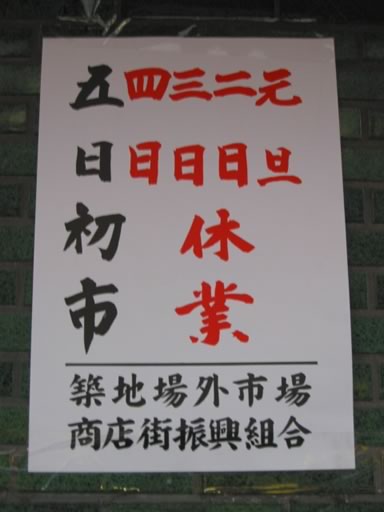 元旦
二日
三日
四日
休業
五日初市
築地場外市場
商店街振興組合